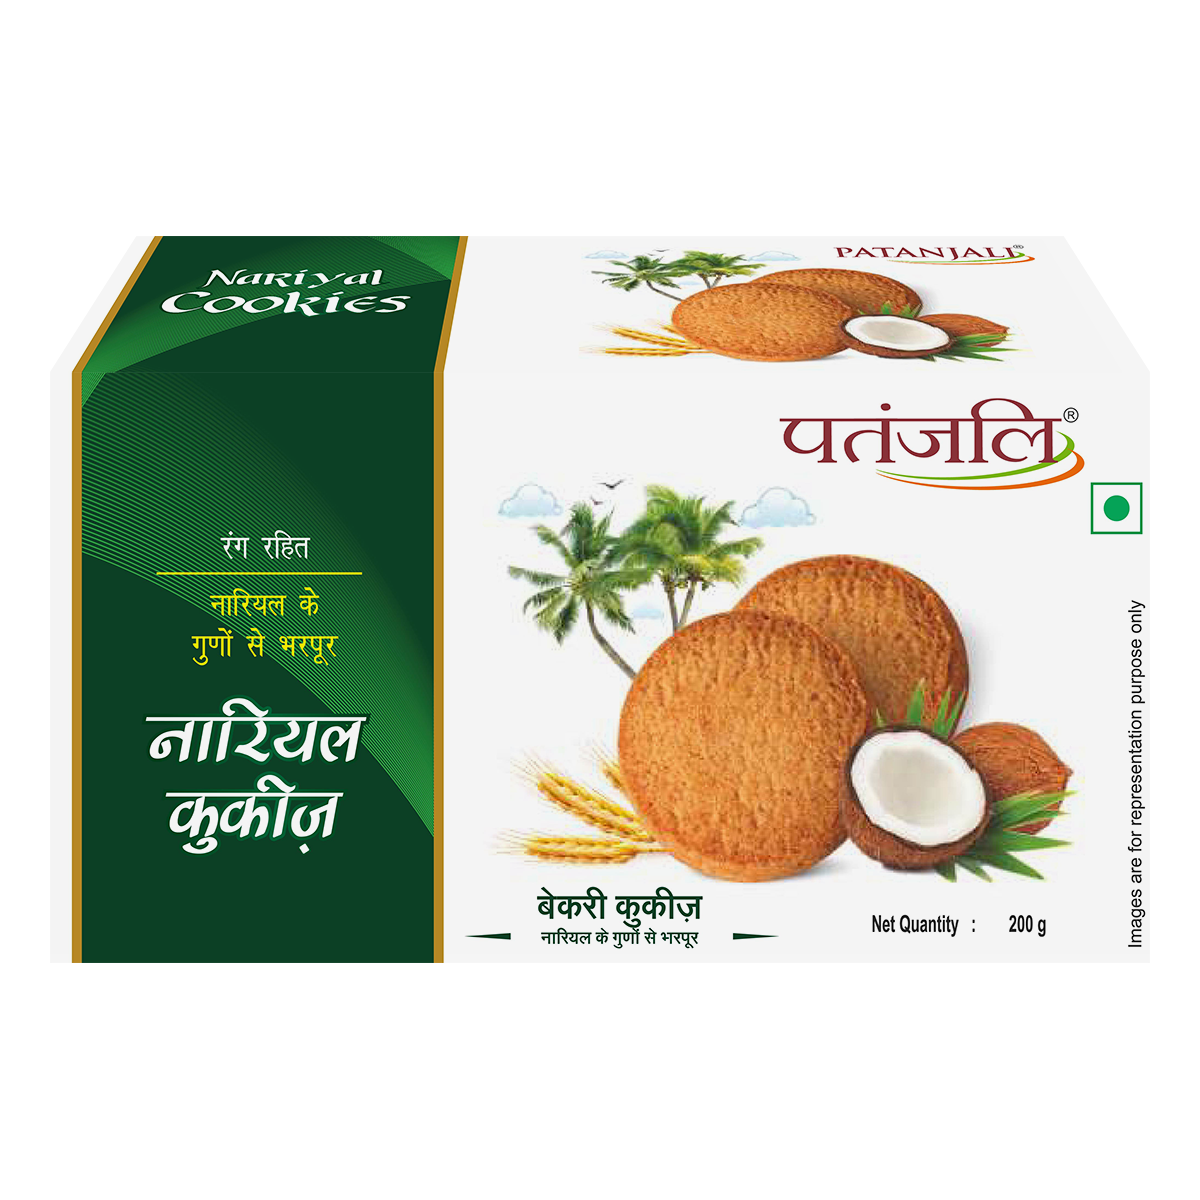 Nariyal
Cookies
PATANJALI®
पतंजलि®
रंग रहित
नारियल के
गुणों से भरपूर
नारियल
कुकीज़
बेकरी कुकीज़
नारियल के गुणों से भरपूर
Net Quantity : 200 g
Images are for representation purpose only